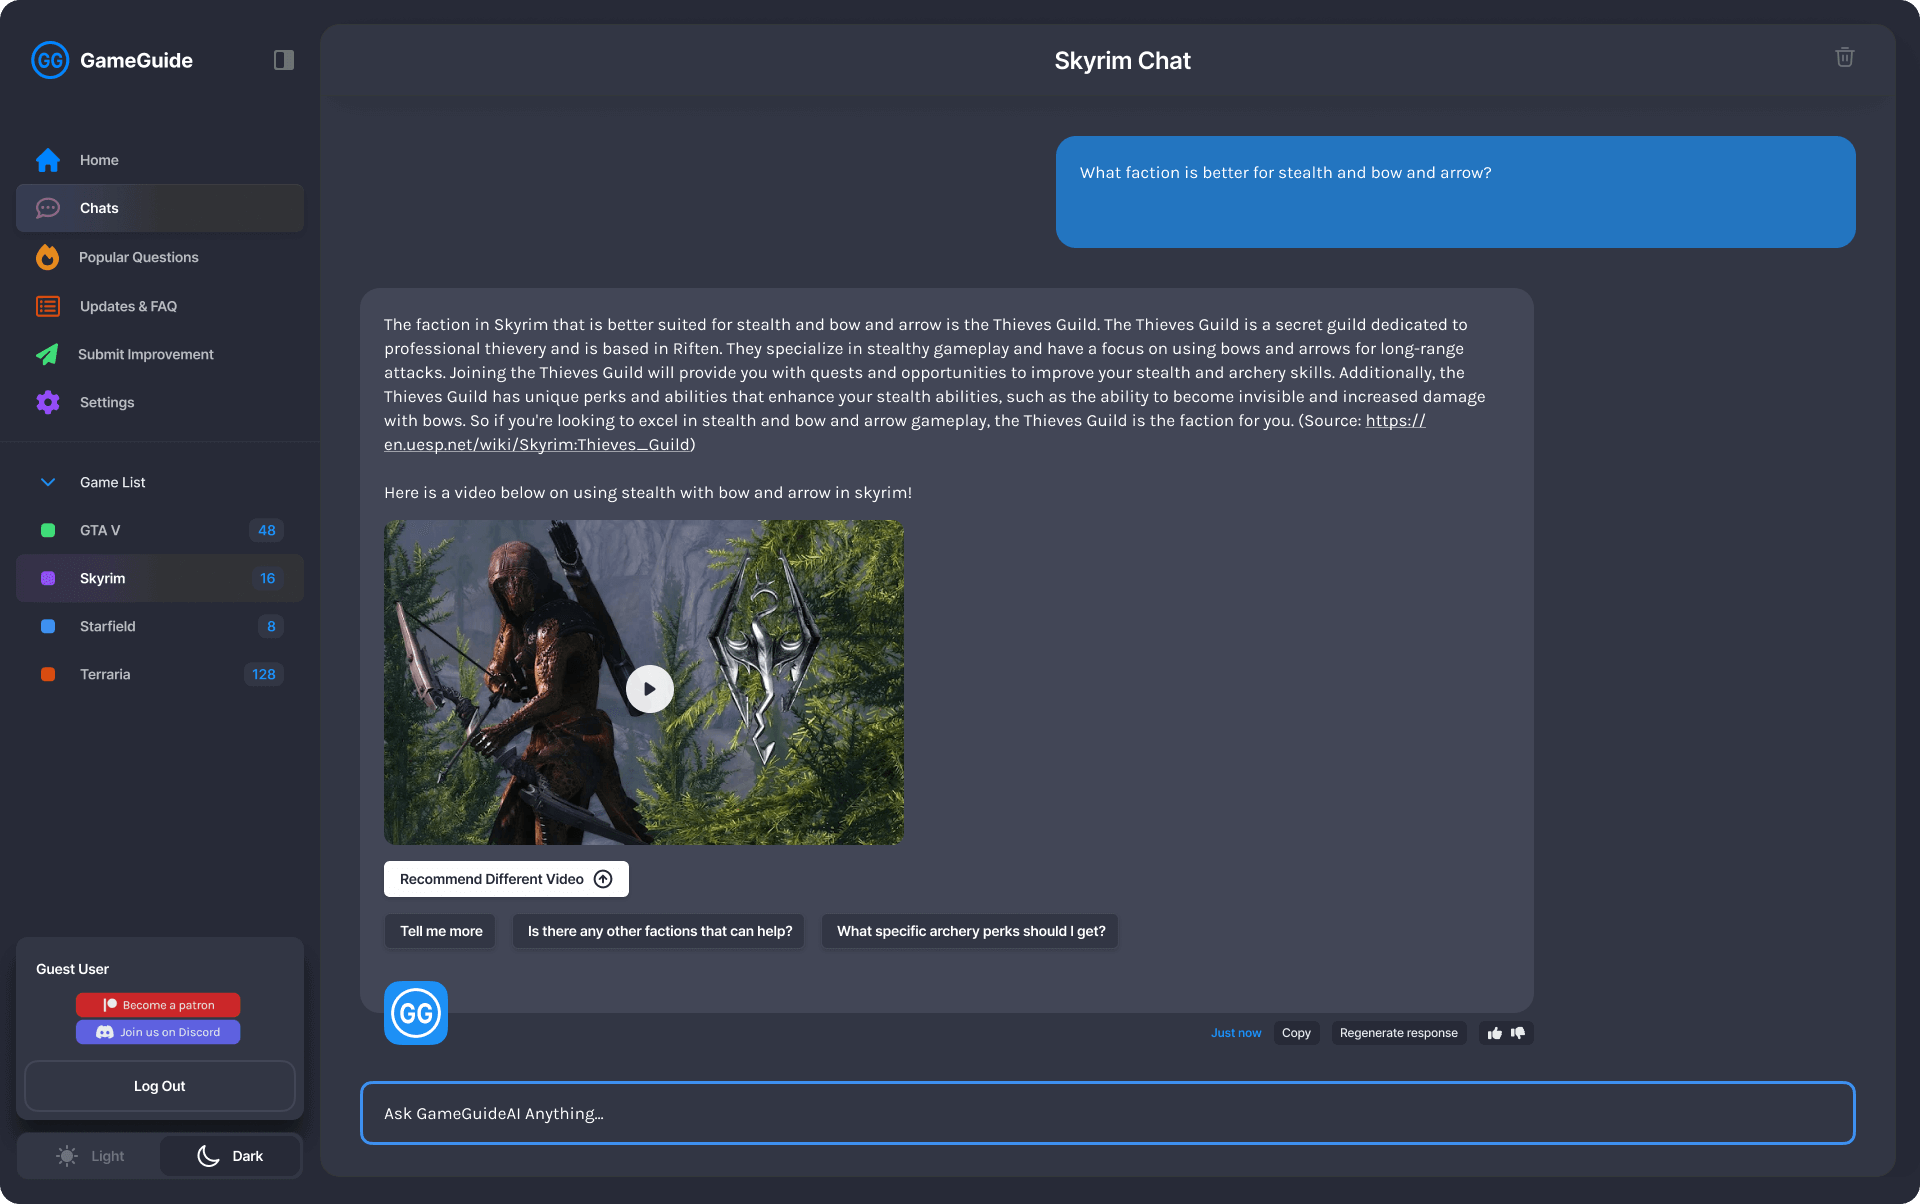 GG GameGuide
Skyrim Chat
Home
Chats
Popular Questions
Updates & FAQ
Submit Improvement
Settings
Game List
GTA V 48
Skyrim 16
Starfield 8
Terraria 128
Guest User
Become a patron
Join us on Discord
Log Out
Light
Dark
What faction is better for stealth and bow and arrow?
The faction in Skyrim that is better suited for stealth and bow and arrow is the Thieves Guild. The Thieves Guild is a secret guild dedicated to
professional thievery and is based in Riften. They specialize in stealthy gameplay and have a focus on using bows and arrows for long-range
attacks. Joining the Thieves Guild will provide you with quests and opportunities to improve your stealth and archery skills. Additionally, the
Thieves Guild has unique perks and abilities that enhance your stealth abilities, such as the ability to become invisible and increased damage
with bows. So if you're looking to excel in stealth and bow and arrow gameplay, the Thieves Guild is the faction for you. (Source: https://
en.uesp.net/wiki/Skyrim:Thieves_Guild)
Here is a video below on using stealth with bow and arrow in skyrim!
Recommend Different Video
Tell me more
Is there any other factions that can help?
What specific archery perks should I get?
GG
Just now
Copy
Regenerate response
Ask GameGuideAI Anything...